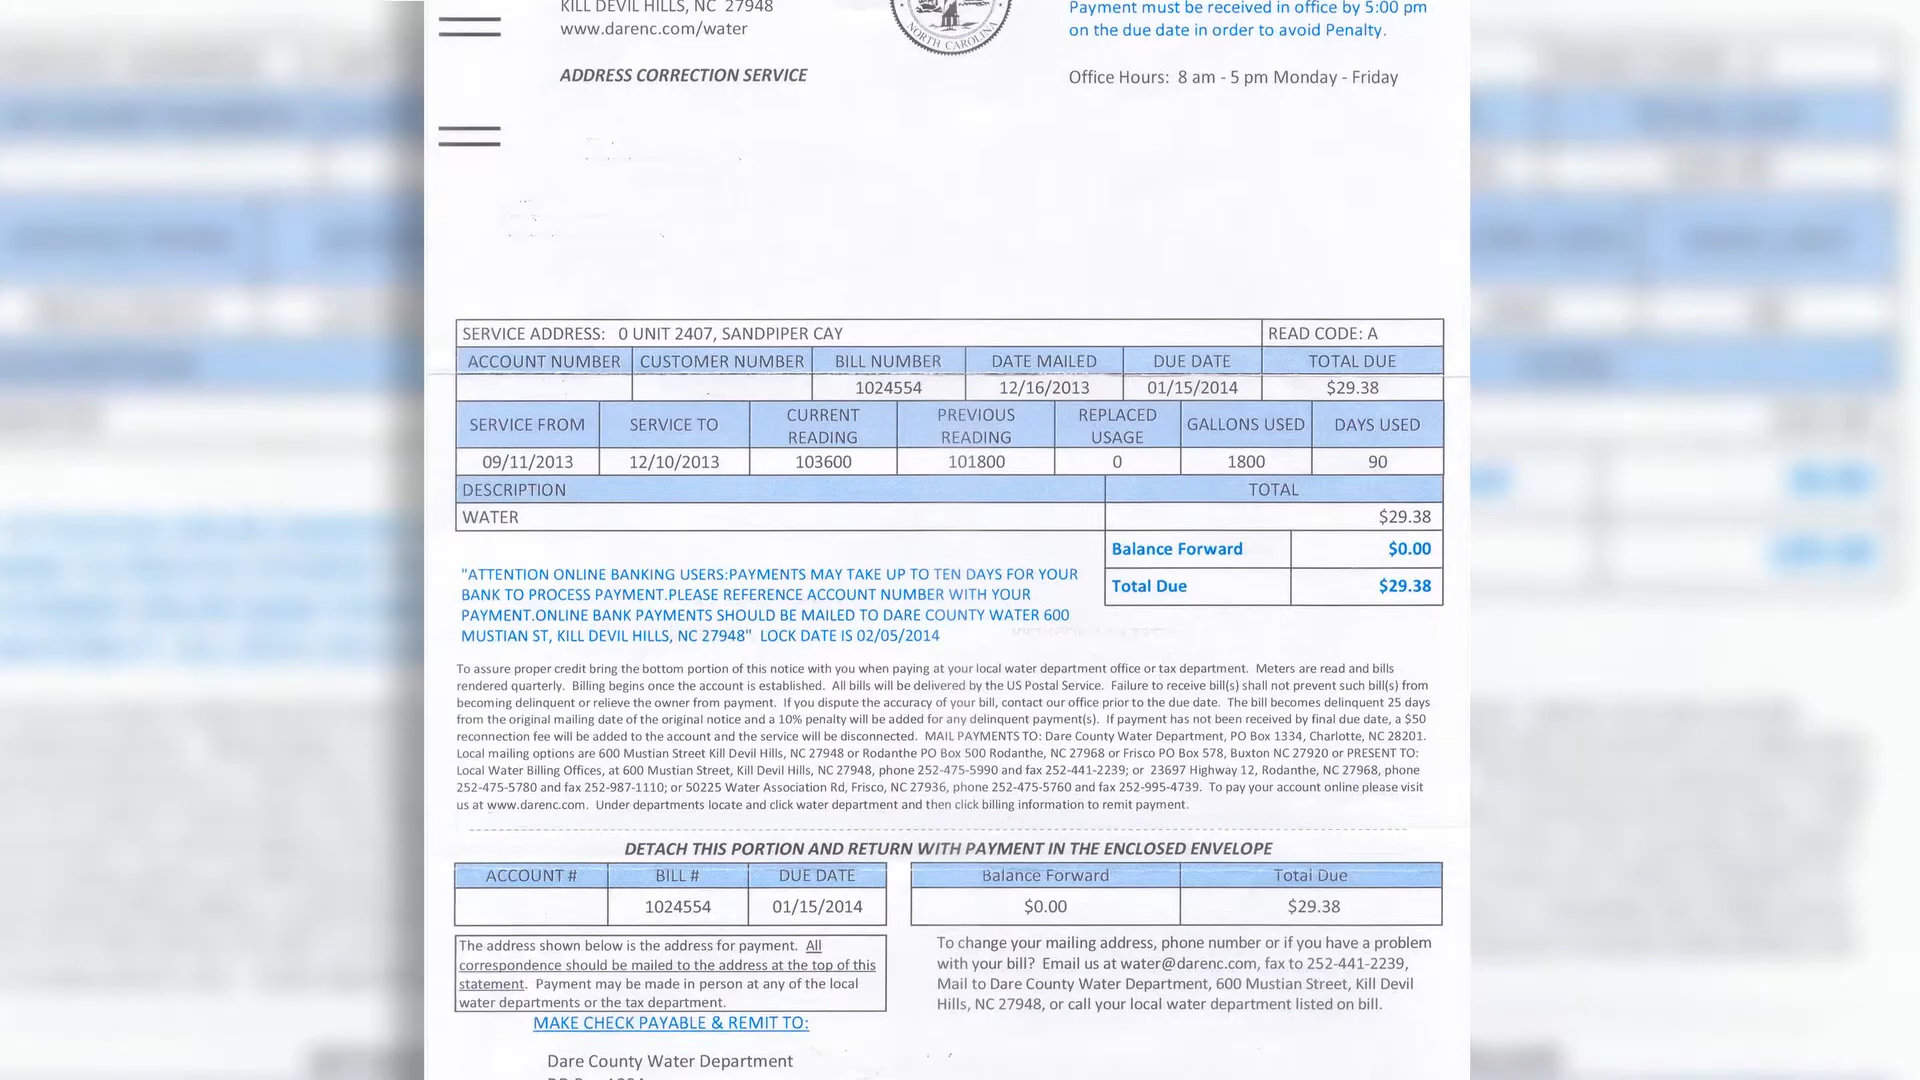 KILL DEVIL HILLS, NC 27948
www.darenc.com/water
ADDRESS CORRECTION SERVICE
NORTH CAROLINA
Payment must be received in office by 5:00 pm
on the due date in order to avoid Penalty.
Office Hours: 8 am - 5 pm Monday - Friday
SERVICE ADDRESS: 0 UNIT 2407, SANDPIPER CAY READ CODE: A
ACCOUNT NUMBER CUSTOMER NUMBER BILL NUMBER DATE MAILED DUE DATE TOTAL DUE
1024554 12/16/2013 01/15/2014 $29.38
SERVICE FROM SERVICE TO CURRENT READING PREVIOUS READING REPLACED USAGE GALLONS USED DAYS USED
09/11/2013 12/10/2013 103600 101800 0 1800 90
DESCRIPTION TOTAL
WATER $29.38
Balance Forward $0.00
Total Due $29.38
"ATTENTION ONLINE BANKING USERS:PAYMENTS MAY TAKE UP TO TEN DAYS FOR YOUR
BANK TO PROCESS PAYMENT.PLEASE REFERENCE ACCOUNT NUMBER WITH YOUR
PAYMENT.ONLINE BANK PAYMENTS SHOULD BE MAILED TO DARE COUNTY WATER 600
MUSTIAN ST, KILL DEVIL HILLS, NC 27948" LOCK DATE IS 02/05/2014
To assure proper credit bring the bottom portion of this notice with you when paying at your local water department office or tax department. Meters are read and bills
rendered quarterly. Billing begins once the account is established. All bills will be delivered by the US Postal Service. Failure to receive bill(s) shall not prevent such bill(s) from
becoming delinquent or relieve the owner from payment. If you dispute the accuracy of your bill, contact our office prior to the due date. The bill becomes delinquent 25 days
from the original mailing date of the original notice and a 10% penalty will be added for any delinquent payment(s). If payment has not been received by final due date, a $50
reconnection fee will be added to the account and the service will be disconnected. MAIL PAYMENTS TO: Dare County Water Department, PO Box 1334, Charlotte, NC 28201.
Local mailing options are 600 Mustian Street Kill Devil Hills, NC 27948 or Rodanthe PO Box 500 Rodanthe, NC 27968 or Frisco PO Box 578, Buxton NC 27920 or PRESENT TO:
Local Water Billing Offices, at 600 Mustian Street, Kill Devil Hills, NC 27948, phone 252-475-5990 and fax 252-441-2239; or 23697 Highway 12, Rodanthe, NC 27968, phone
252-475-5780 and fax 252-987-1110; or 50225 Water Association Rd, Frisco, NC 27936, phone 252-475-5760 and fax 252-995-4739. To pay your account online please visit
us at www.darenc.com. Under departments locate and click water department and then click billing information to remit payment.
DETACH THIS PORTION AND RETURN WITH PAYMENT IN THE ENCLOSED ENVELOPE
ACCOUNT # BILL # DUE DATE Balance Forward Total Due
1024554 01/15/2014 $0.00 $29.38
The address shown below is the address for payment. All
correspondence should be mailed to the address at the top of this
statement. Payment may be made in person at any of the local
water departments or the tax department.
To change your mailing address, phone number or if you have a problem
with your bill? Email us at water@darenc.com, fax to 252-441-2239,
Mail to Dare County Water Department, 600 Mustian Street, Kill Devil
Hills, NC 27948, or call your local water department listed on bill.
MAKE CHECK PAYABLE & REMIT TO:
Dare County Water Department